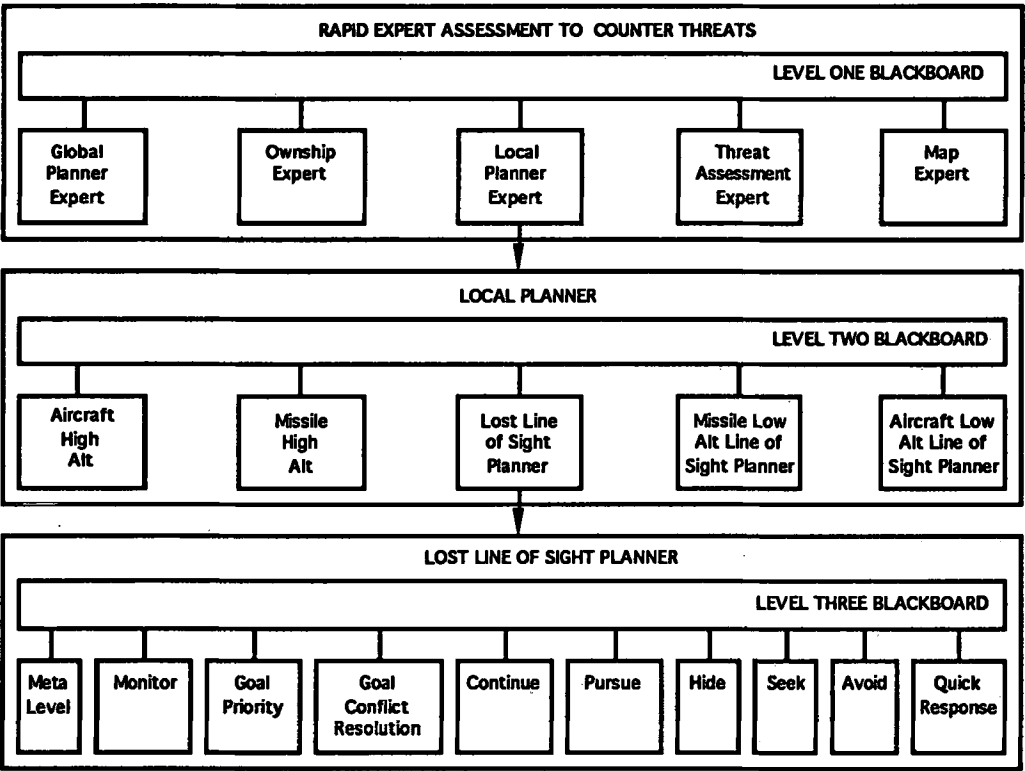 RAPID EXPERT ASSESSMENT TO COUNTER THREATS
LEVEL ONE BLACKBOARD
Global
Planner
Expert
Ownship
Expert
Local
Planner
Expert
Threat
Assessment
Expert
Map
Expert
LOCAL PLANNER
LEVEL TWO BLACKBOARD
Aircraft
High
Alt
Missile
High
Alt
Lost Line
of Sight
Planner
Missile Low
Alt Line of
Sight Planner
Aircraft Low
Alt Line of
Sight Planner
LOST LINE OF SIGHT PLANNER
LEVEL THREE BLACKBOARD
Meta
Level
Monitor
Goal
Priority
Goal
Conflict
Resolution
Continue
Pursue
Hide
Seek
Avoid
Quick
Response